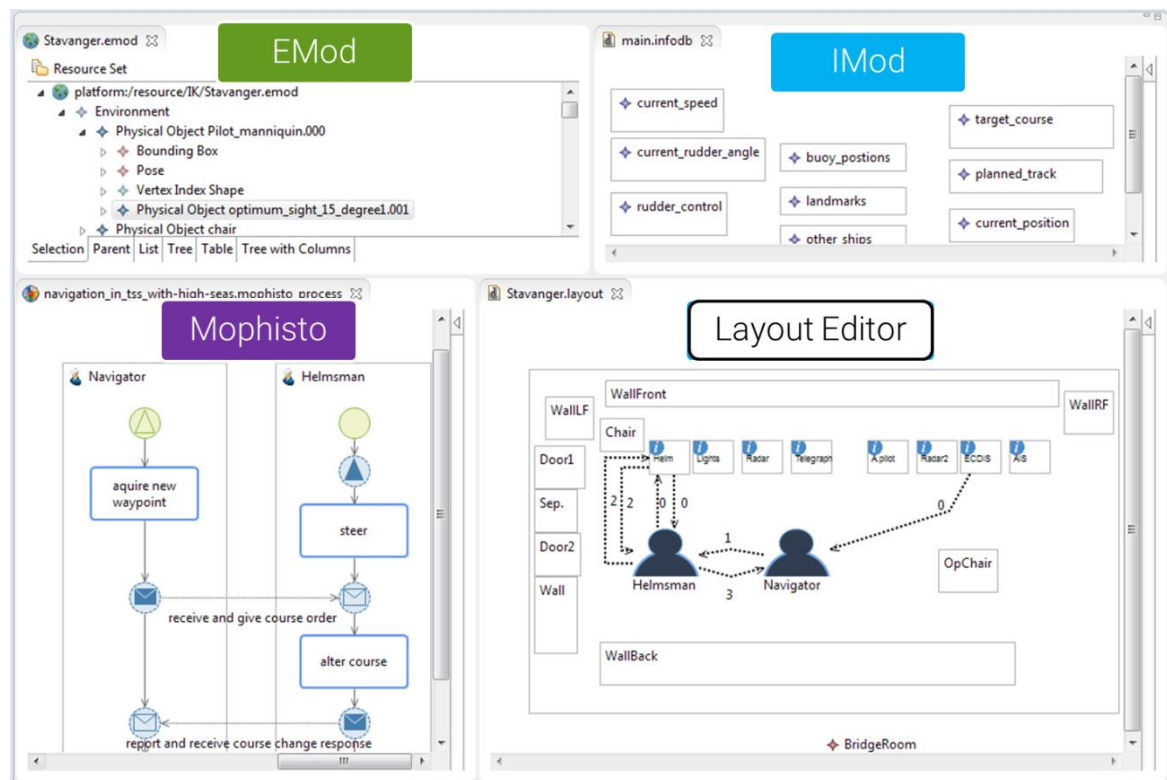 Stavanger.emod
EMod
Resource Set
platform:/resource/IK/Stavanger.emod
Environment
Physical Object Pilot_manniquin.000
Bounding Box
Pose
Vertex Index Shape
Physical Object optimum_sight_15_degree1.001
Physical Object chair
Selection Parent List Tree Table Tree with Columns
main.infodb
IMod
current_speed
target_course
current_rudder_angle
buoy_postions
planned_track
landmarks
rudder_control
current_position
other_ships
navigation_in_tss_with-high-seas.mophisto_process
Mophisto
Navigator
Helmsman
aquire new
waypoint
steer
receive and give course order
alter course
report and receive course change response
Stavanger.layout
Layout Editor
WallFront
WallLF
WallRF
Chair
Door1
Helm
Lights
Radar
Telegraph
A.pilot
Radar2
ECDIS
AIS
Sep.
2
2
0
0
0
Door2
1
OpChair
Wall
Helmsman
Navigator
3
WallBack
BridgeRoom